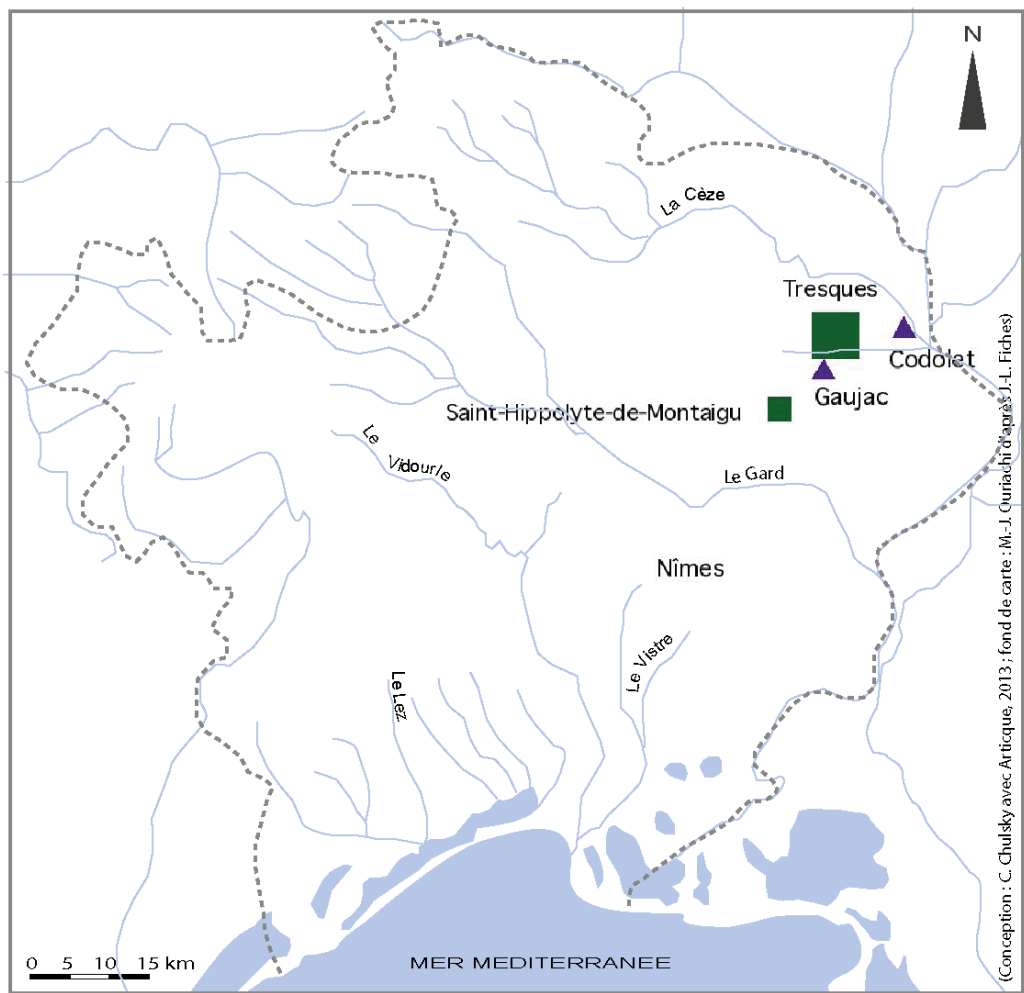 N
La Cèze
Tresques
Codolet
Gaujac
Saint-Hippolyte-de-Montaigu
Le Vidourle
Le Gard
Nîmes
Le Vistre
Le Lez
MER MEDITERRANEE
0 5 10 15 km
(Conception : C. Chulsky avec Articque, 2013 ; fond de carte : M.-J. Ouriachi d'après J.-L. Fiches)